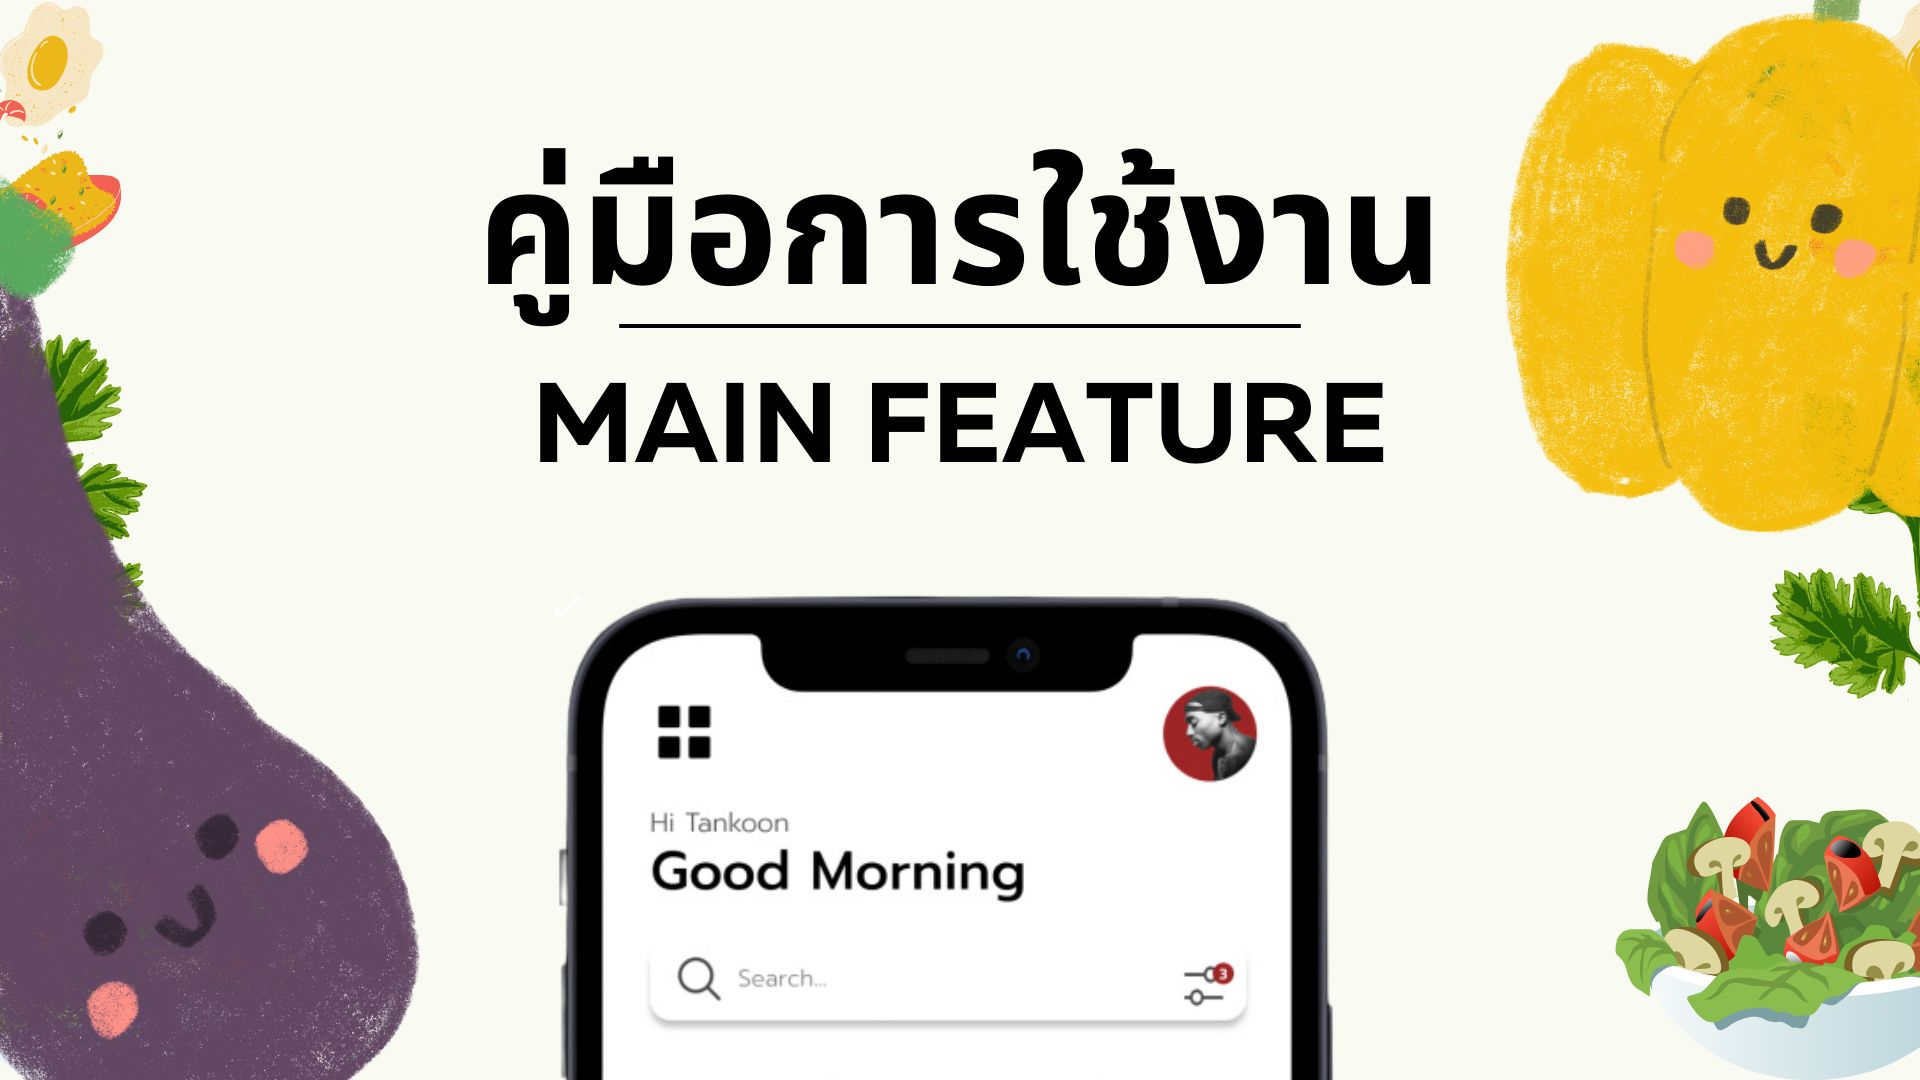 คู่มือการใช้งาน
MAIN FEATURE
Hi Tankoon
Good Morning
Search...
3